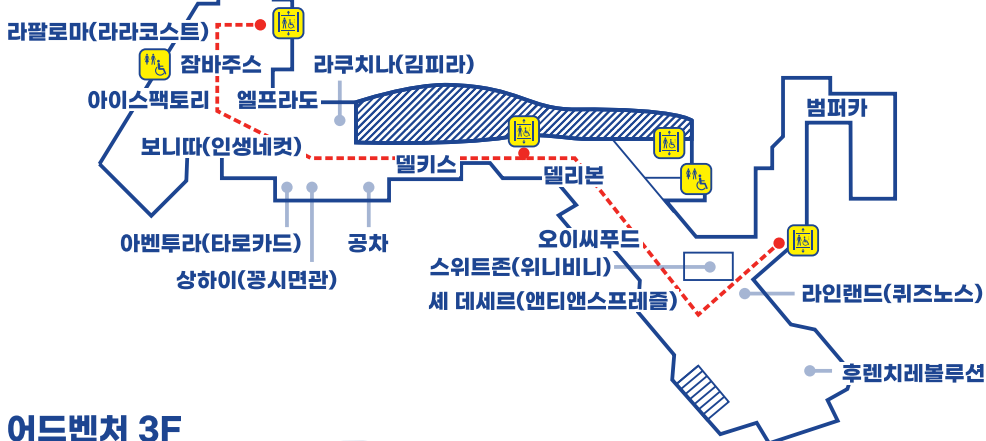 라팔로마(라라코스트)
잠바주스
라쿠치나(김피라)
아이스팩토리
엘프라도
범퍼카
보니따(인생네컷)
델키스
델리본
아벤투라(타로카드)
공차
오이씨푸드
상하이(꽁시면관)
스위트존(위니비니)
셰 데세르(앤티앤스프레즐)
라인랜드(퀴즈노스)
후렌치레볼루션
어드벤처 3F